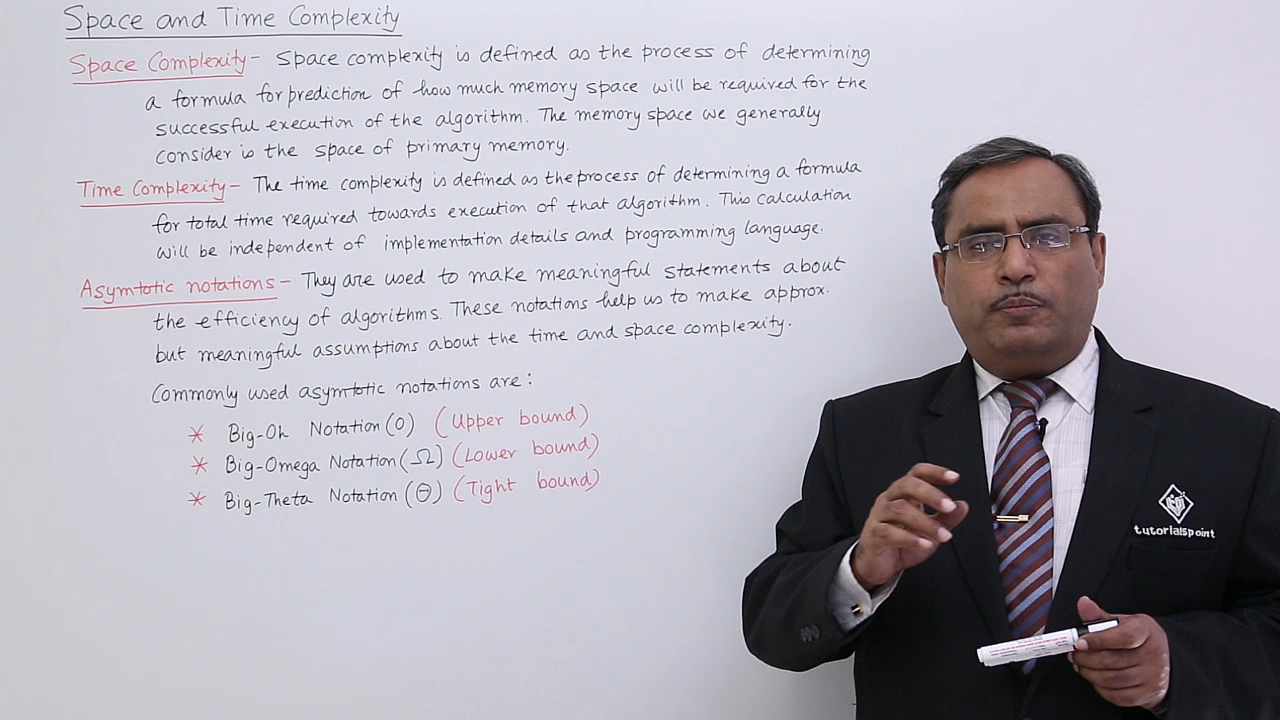 Space and Time Complexity
Space Complexity - Space complexity is defined as the process of determining
a formula for prediction of how much memory space will be required for the
successful execution of the algorithm. The memory space we generally
consider is the space of primary memory.
Time Complexity - The time complexity is defined as the process of determining a formula
for total time required towards execution of that algorithm. This calculation
will be independent of implementation details and programming language.
Asymtotic notations - They are used to make meaningful statements about
the efficiency of algorithms. These notations help us to make approx.
but meaningful assumptions about the time and space complexity.
Commonly used asymtotic notations are:
* Big-Oh Notation (O) (Upper bound)
* Big-Omega Notation (Ω) (Lower bound)
* Big-Theta Notation (Θ) (Tight bound)
tutorialspoint